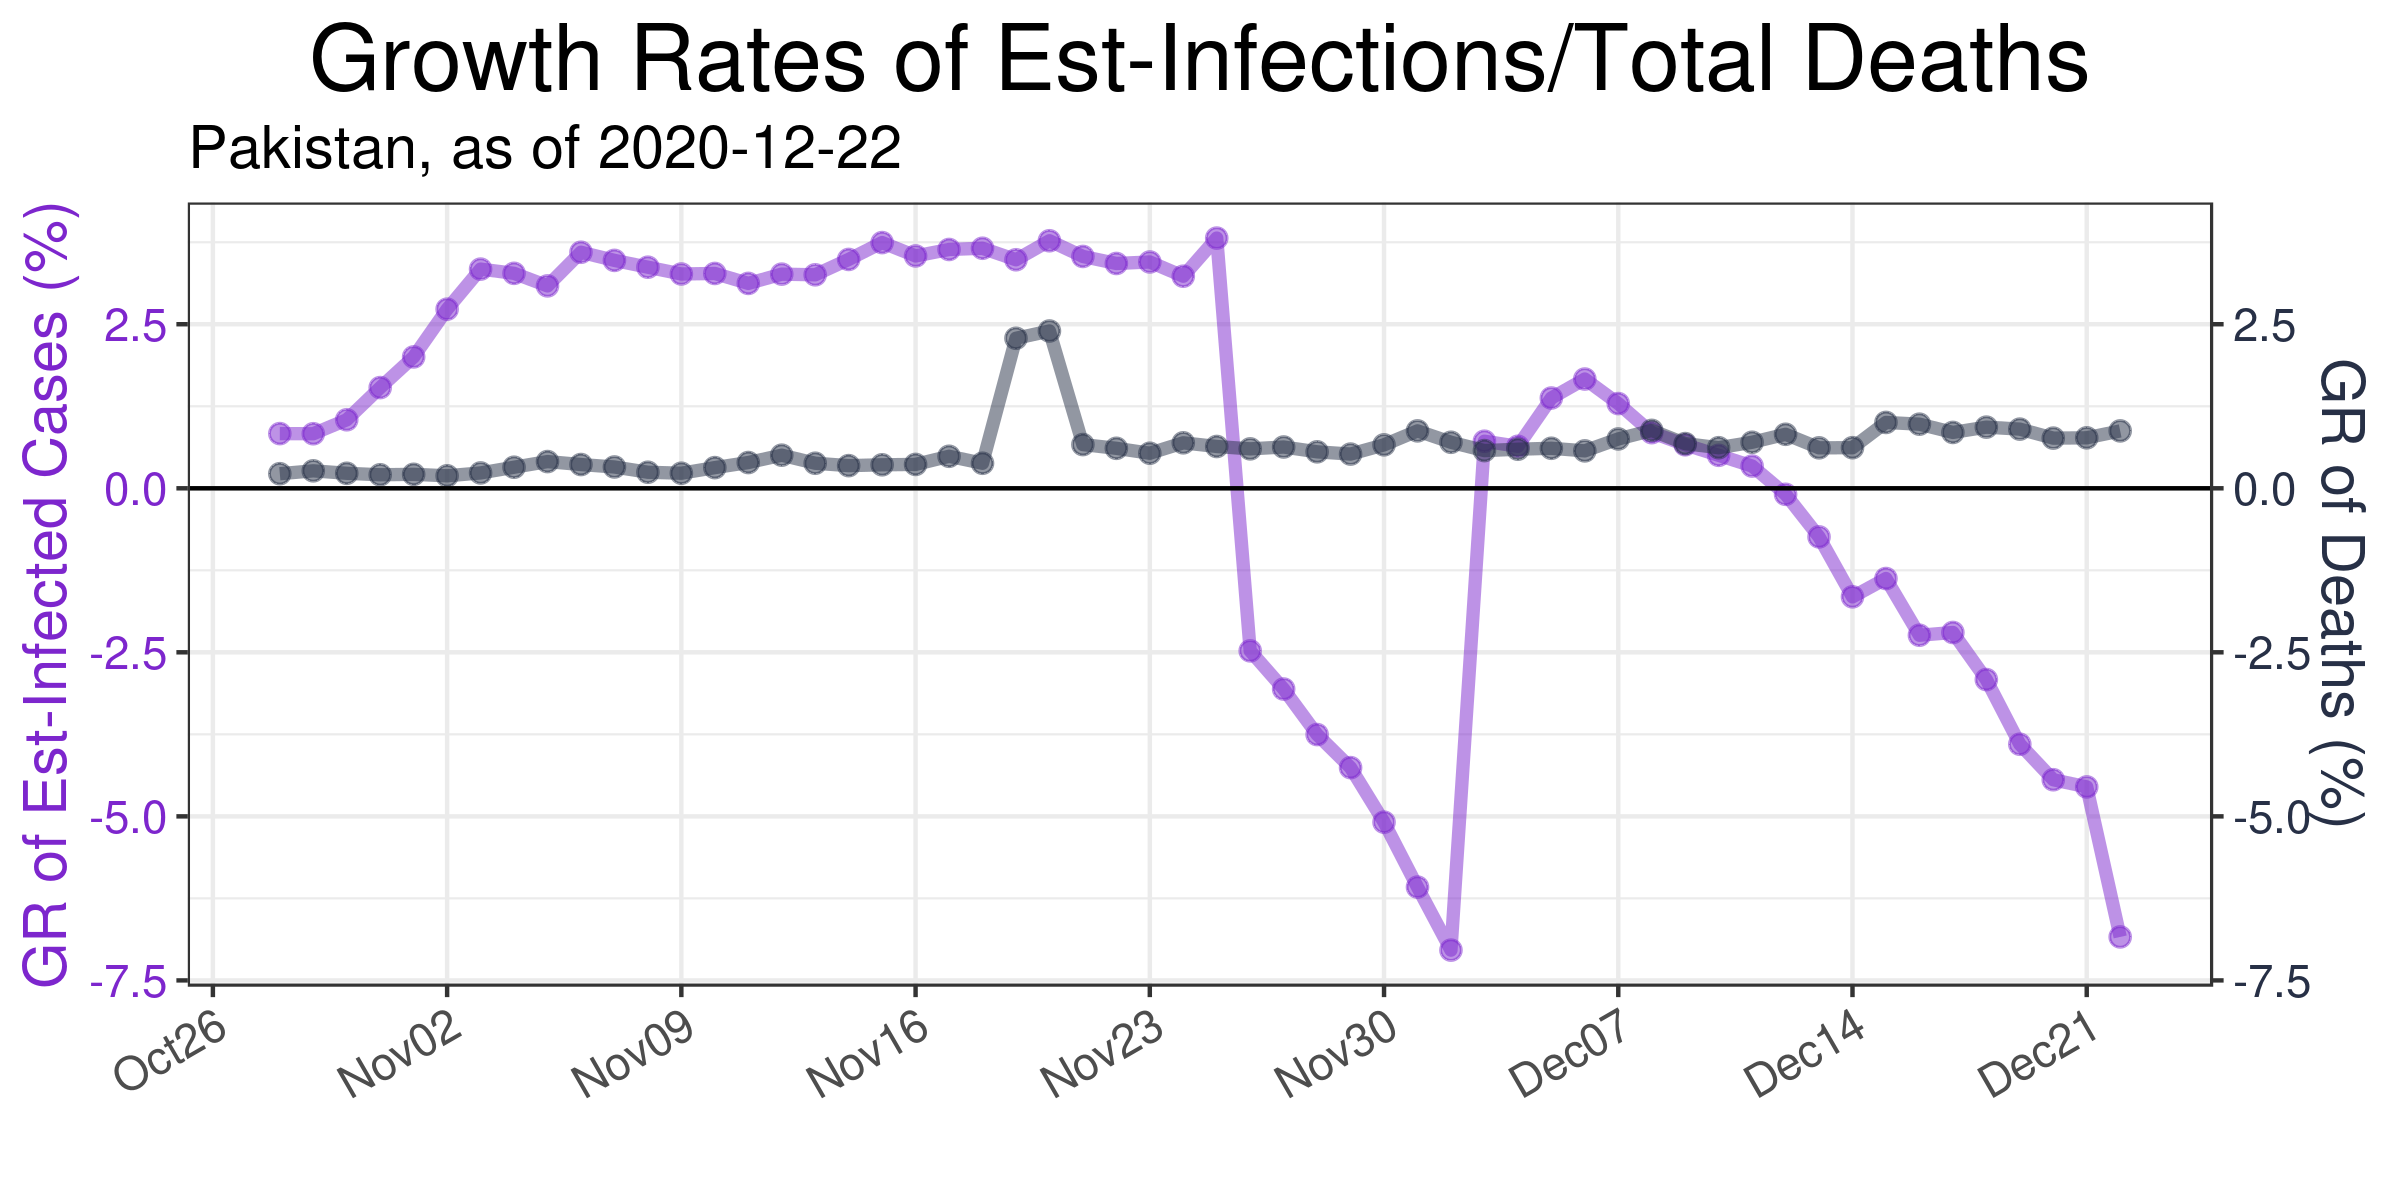 Growth Rates of Est-Infections/Total Deaths
Pakistan, as of 2020-12-22
GR of Est-Infected Cases (%)
2.5
0.0
-2.5
-5.0
-7.5
2.5
0.0
-2.5
-5.0
-7.5
GR of Deaths (%)
Oct26
Nov02
Nov09
Nov16
Nov23
Nov30
Dec07
Dec14
Dec21